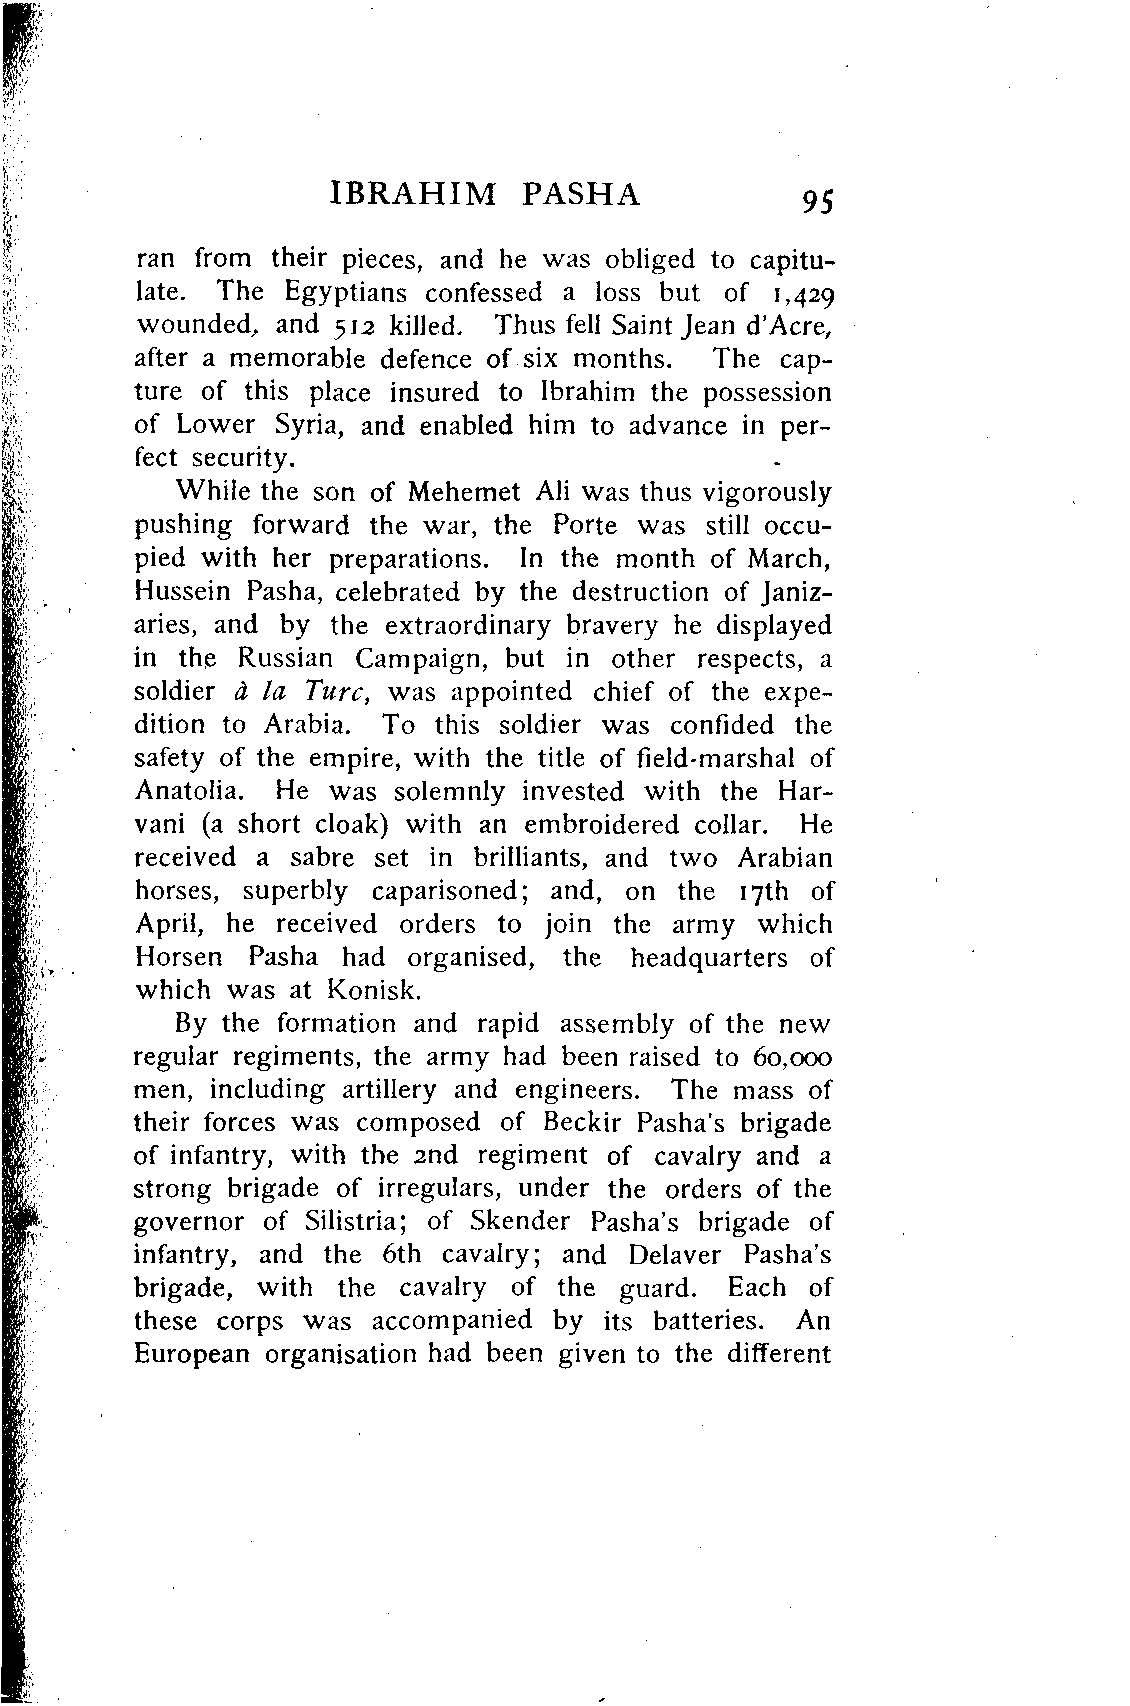 IBRAHIM PASHA 95
ran from their pieces, and he was obliged to capitu-
late. The Egyptians confessed a loss but of 1,429
wounded, and 512 killed. Thus fell Saint Jean d'Acre,
after a memorable defence of six months. The cap-
ture of this place insured to Ibrahim the possession
of Lower Syria, and enabled him to advance in per-
fect security.
While the son of Mehemet Ali was thus vigorously
pushing forward the war, the Porte was still occu-
pied with her preparations. In the month of March,
Hussein Pasha, celebrated by the destruction of Janiz-
aries, and by the extraordinary bravery he displayed
in the Russian Campaign, but in other respects, a
soldier à la Turc, was appointed chief of the expe-
dition to Arabia. To this soldier was confided the
safety of the empire, with the title of field-marshal of
Anatolia. He was solemnly invested with the Har-
vani (a short cloak) with an embroidered collar. He
received a sabre set in brilliants, and two Arabian
horses, superbly caparisoned; and, on the 17th of
April, he received orders to join the army which
Horsen Pasha had organised, the headquarters of
which was at Konisk.
By the formation and rapid assembly of the new
regular regiments, the army had been raised to 60,000
men, including artillery and engineers. The mass of
their forces was composed of Beckir Pasha's brigade
of infantry, with the 2nd regiment of cavalry and a
strong brigade of irregulars, under the orders of the
governor of Silistria; of Skender Pasha's brigade of
infantry, and the 6th cavalry; and Delaver Pasha's
brigade, with the cavalry of the guard. Each of
these corps was accompanied by its batteries. An
European organisation had been given to the different